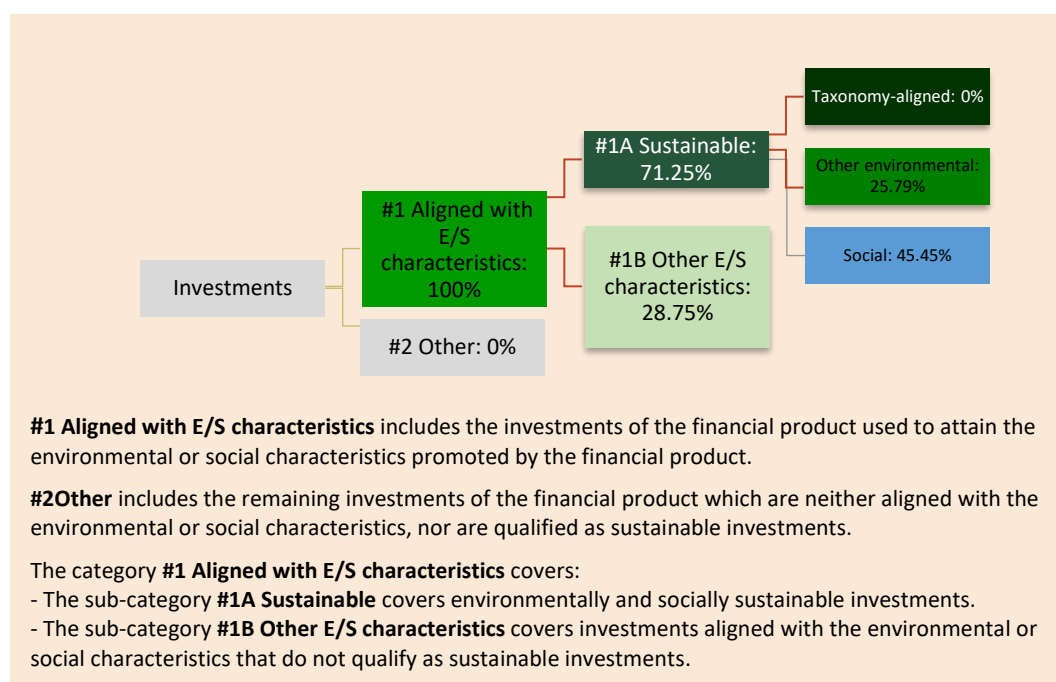 Investments
#1 Aligned with
E/S
characteristics:
100%
#2 Other: 0%
#1A Sustainable:
71.25%
#1B Other E/S
characteristics:
28.75%
Taxonomy-aligned: 0%
Other environmental:
25.79%
Social: 45.45%
#1 Aligned with E/S characteristics includes the investments of the financial product used to attain the
environmental or social characteristics promoted by the financial product.
#2Other includes the remaining investments of the financial product which are neither aligned with the
environmental or social characteristics, nor are qualified as sustainable investments.
The category #1 Aligned with E/S characteristics covers:
- The sub-category #1A Sustainable covers environmentally and socially sustainable investments.
- The sub-category #1B Other E/S characteristics covers investments aligned with the environmental or
social characteristics that do not qualify as sustainable investments.